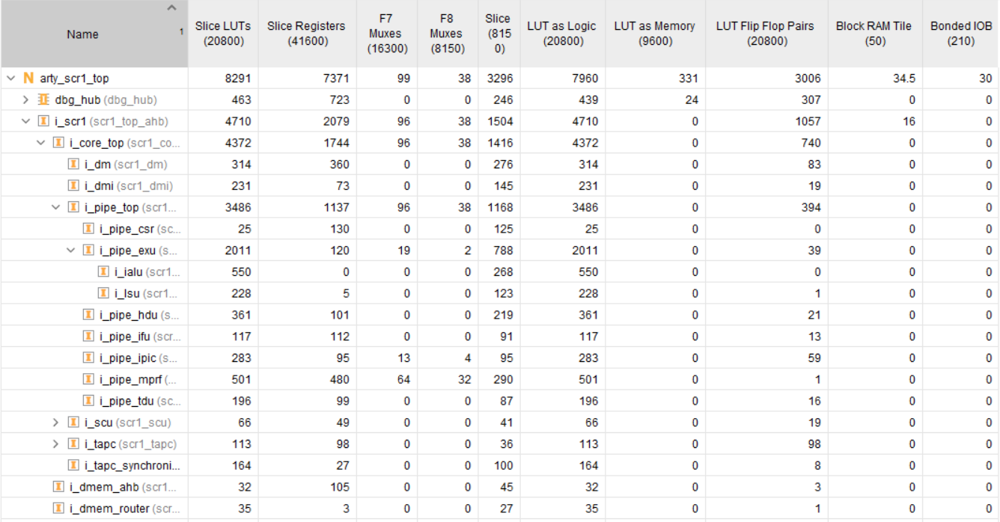 Name 1 Slice LUTs (20800) Slice Registers (41600) F7 Muxes (16300) F8 Muxes (8150) Slice (815 0) LUT as Logic (20800) LUT as Memory (9600) LUT Flip Flop Pairs (20800) Block RAM Tile (50) Bonded IOB (210)
N arty_scr1_top 8291 7371 99 38 3296 7960 331 3006 34.5 30
dbg_hub (dbg_hub) 463 723 0 0 246 439 24 307 0 0
I i_scr1 (scr1_top_ahb) 4710 2079 96 38 1504 4710 0 1057 16 0
I i_core_top (scr1_co... 4372 1744 96 38 1416 4372 0 740 0 0
I i_dm (scr1_dm) 314 360 0 0 276 314 0 83 0 0
I i_dmi (scr1_dmi) 231 73 0 0 145 231 0 19 0 0
I i_pipe_top (scr1... 3486 1137 96 38 1168 3486 0 394 0 0
I i_pipe_csr (sc... 25 130 0 0 125 25 0 0 0 0
I i_pipe_exu (s... 2011 120 19 2 788 2011 0 39 0 0
I i_ialu (scr1... 550 0 0 0 268 550 0 0 0 0
I i_lsu (scr1... 228 5 0 0 123 228 0 1 0 0
I i_pipe_hdu (s... 361 101 0 0 219 361 0 21 0 0
I i_pipe_ifu (scr... 117 112 0 0 91 117 0 13 0 0
I i_pipe_ipic (s... 283 95 13 4 95 283 0 59 0 0
I i_pipe_mprf (... 501 480 64 32 290 501 0 1 0 0
I i_pipe_tdu (sc... 196 99 0 0 87 196 0 16 0 0
I i_scu (scr1_scu) 66 49 0 0 41 66 0 19 0 0
I i_tapc (scr1_tapc) 113 98 0 0 36 113 0 98 0 0
I i_tapc_synchroni... 164 27 0 0 100 164 0 8 0 0
I i_dmem_ahb (scr1... 32 105 0 0 45 32 0 3 0 0
I i_dmem_router (scr... 35 3 0 0 27 35 0 1 0 0